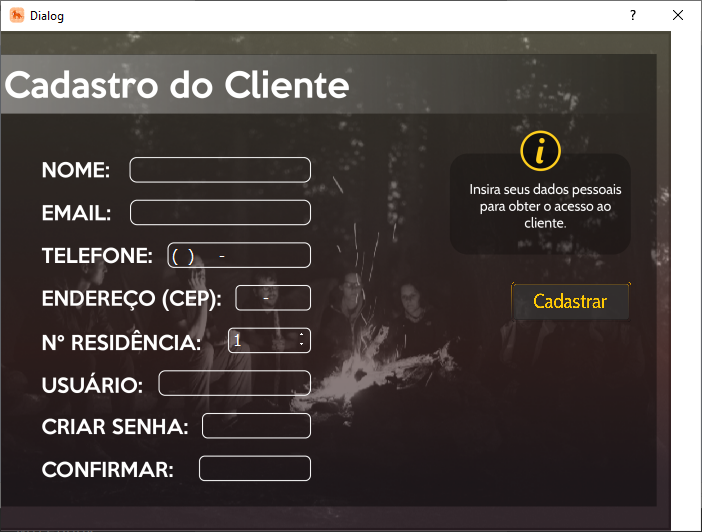 Dialog
?
Cadastro do Cliente
i
NOME:
Insira seus dados pessoais
para obter o acesso ao
cliente.
EMAIL:
TELEFONE: ( ) -
ENDEREÇO (CEP): -
Cadastrar
Nº RESIDÊNCIA: 1
USUÁRIO:
CRIAR SENHA:
CONFIRMAR: